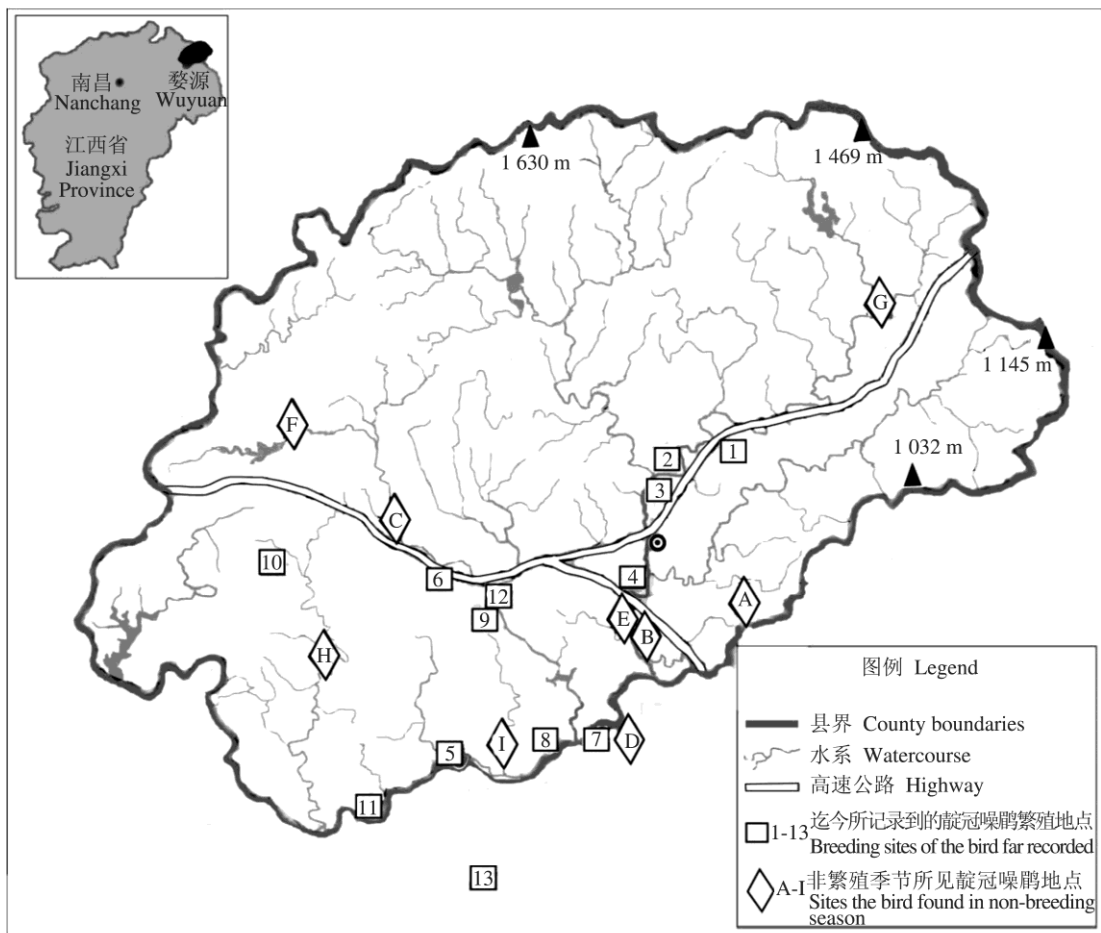 南昌
Nanchang
婺源
Wuyuan
江西省
Jiangxi
Province
1 630 m
1 469 m
1 145 m
1 032 m
G
F
1
2
3
C
10
6
4
12
9
A
E
B
H
5
I
8
7
D
11
13
图例 Legend
县界 County boundaries
水系 Watercourse
高速公路 Highway
1-13 迄今所记录到的靛冠噪鹛繁殖地点
Breeding sites of the bird far recorded
A-I 非繁殖季节所见靛冠噪鹛地点
Sites the bird found in non-breeding
season